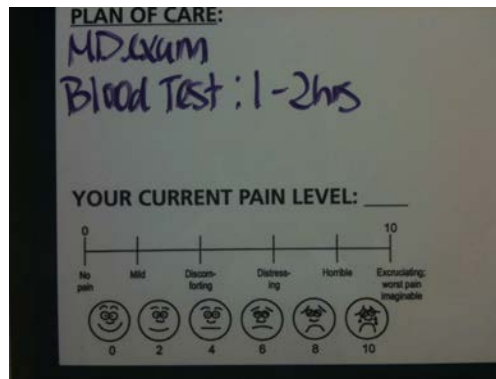 PLAN OF CARE:
MD exam
Blood Test: 1-2hrs
YOUR CURRENT PAIN LEVEL: ____
0 10
No pain
Mild
Discom-
forting
Distress-
ing
Horrible
Excruciating;
worst pain
imaginable
0 2 4 6 8 10